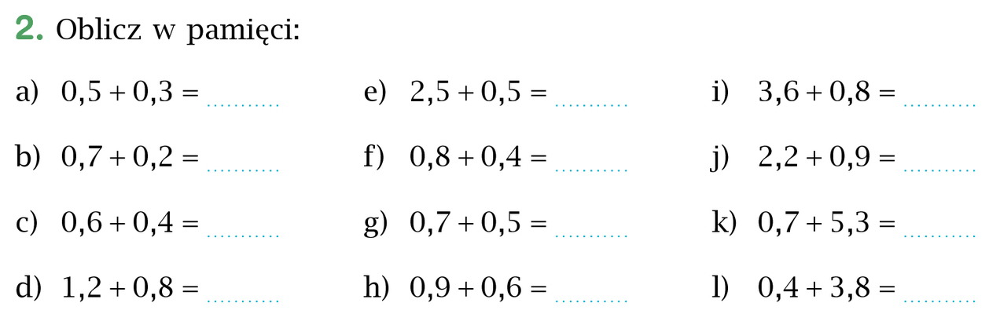 2. Oblicz w pamięci:
a) 0,5 + 0,3 = ...........
e) 2,5 + 0,5 = ...........
i) 3,6 + 0,8 = ...........
b) 0,7 + 0,2 = ...........
f) 0,8 + 0,4 = ...........
j) 2,2 + 0,9 = ...........
c) 0,6 + 0,4 = ...........
g) 0,7 + 0,5 = ...........
k) 0,7 + 5,3 = ...........
d) 1,2 + 0,8 = ...........
h) 0,9 + 0,6 = ...........
l) 0,4 + 3,8 = ...........